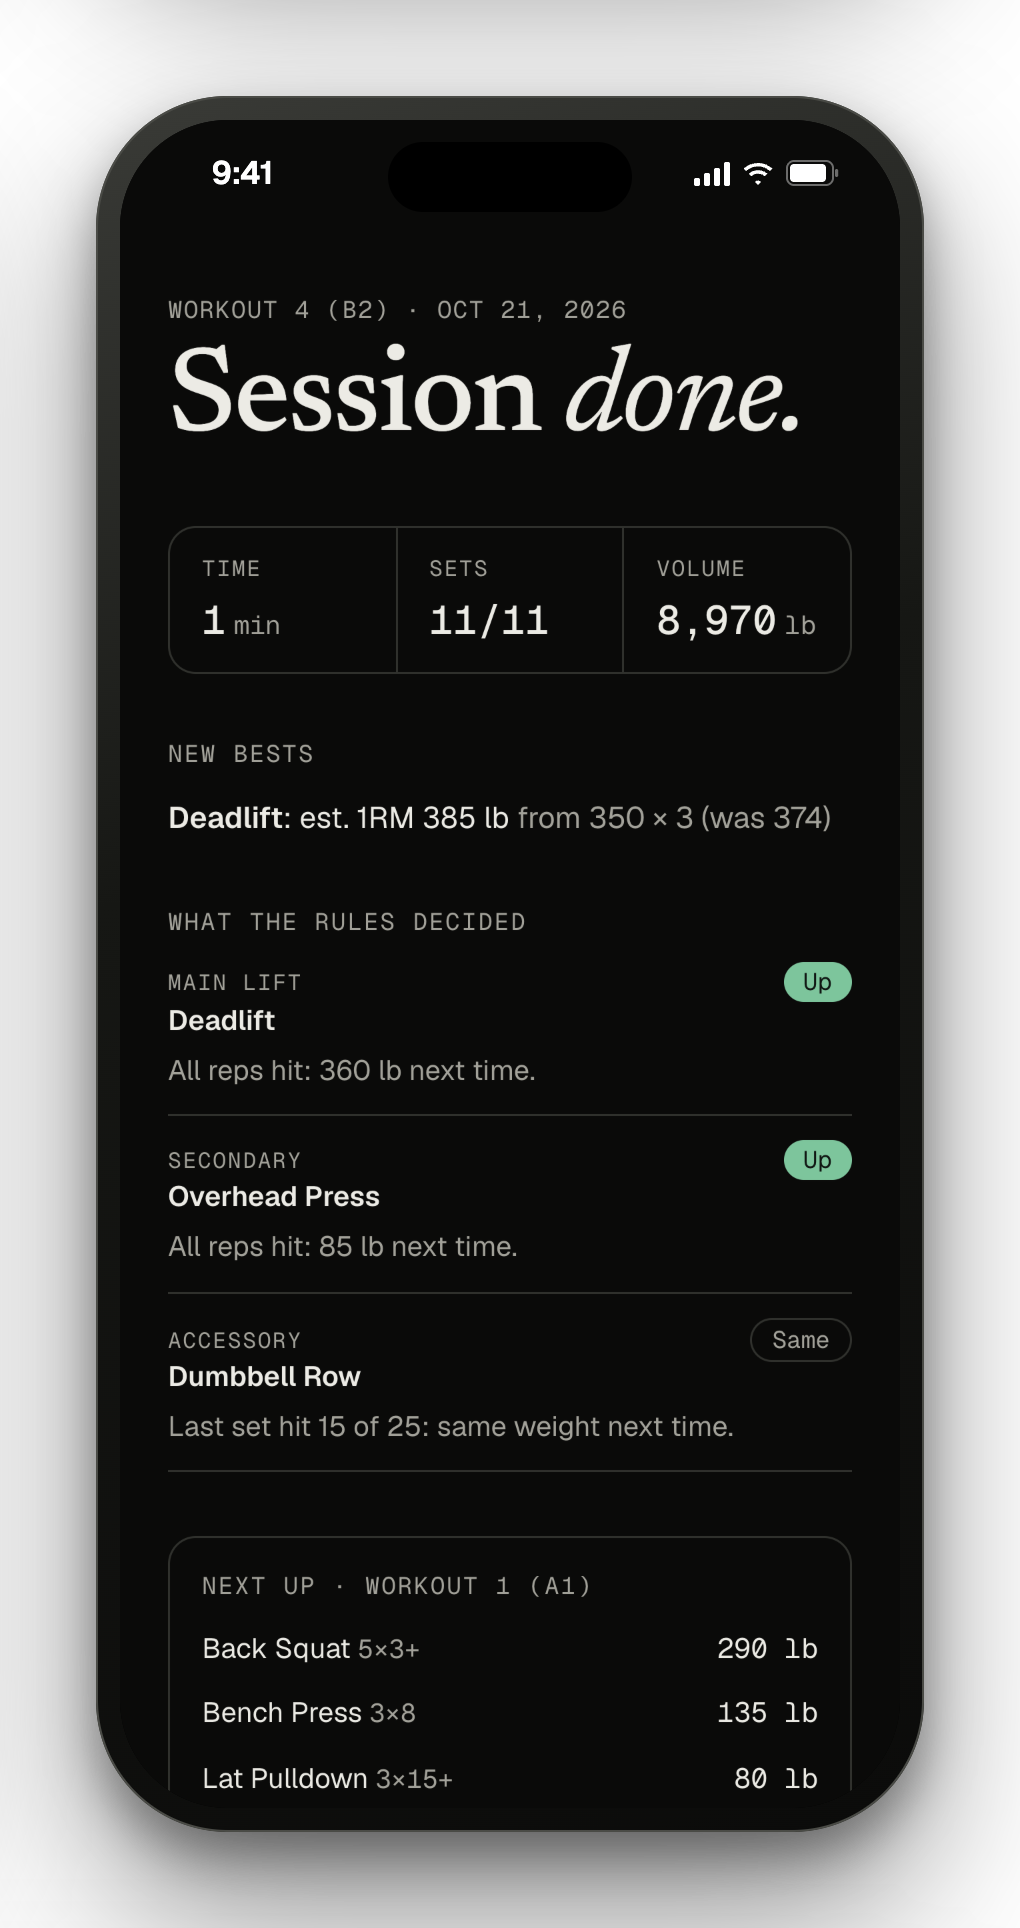 9:41
WORKOUT 4 (B2) · OCT 21, 2026
Session done.
TIME
1 min
SETS
11/11
VOLUME
8,970 lb
NEW BESTS
Deadlift: est. 1RM 385 lb from 350 × 3 (was 374)
WHAT THE RULES DECIDED
MAIN LIFT
Up
Deadlift
All reps hit: 360 lb next time.
SECONDARY
Up
Overhead Press
All reps hit: 85 lb next time.
ACCESSORY
Same
Dumbbell Row
Last set hit 15 of 25: same weight next time.
NEXT UP · WORKOUT 1 (A1)
Back Squat 5×3+ 290 lb
Bench Press 3×8 135 lb
Lat Pulldown 3×15+ 80 lb